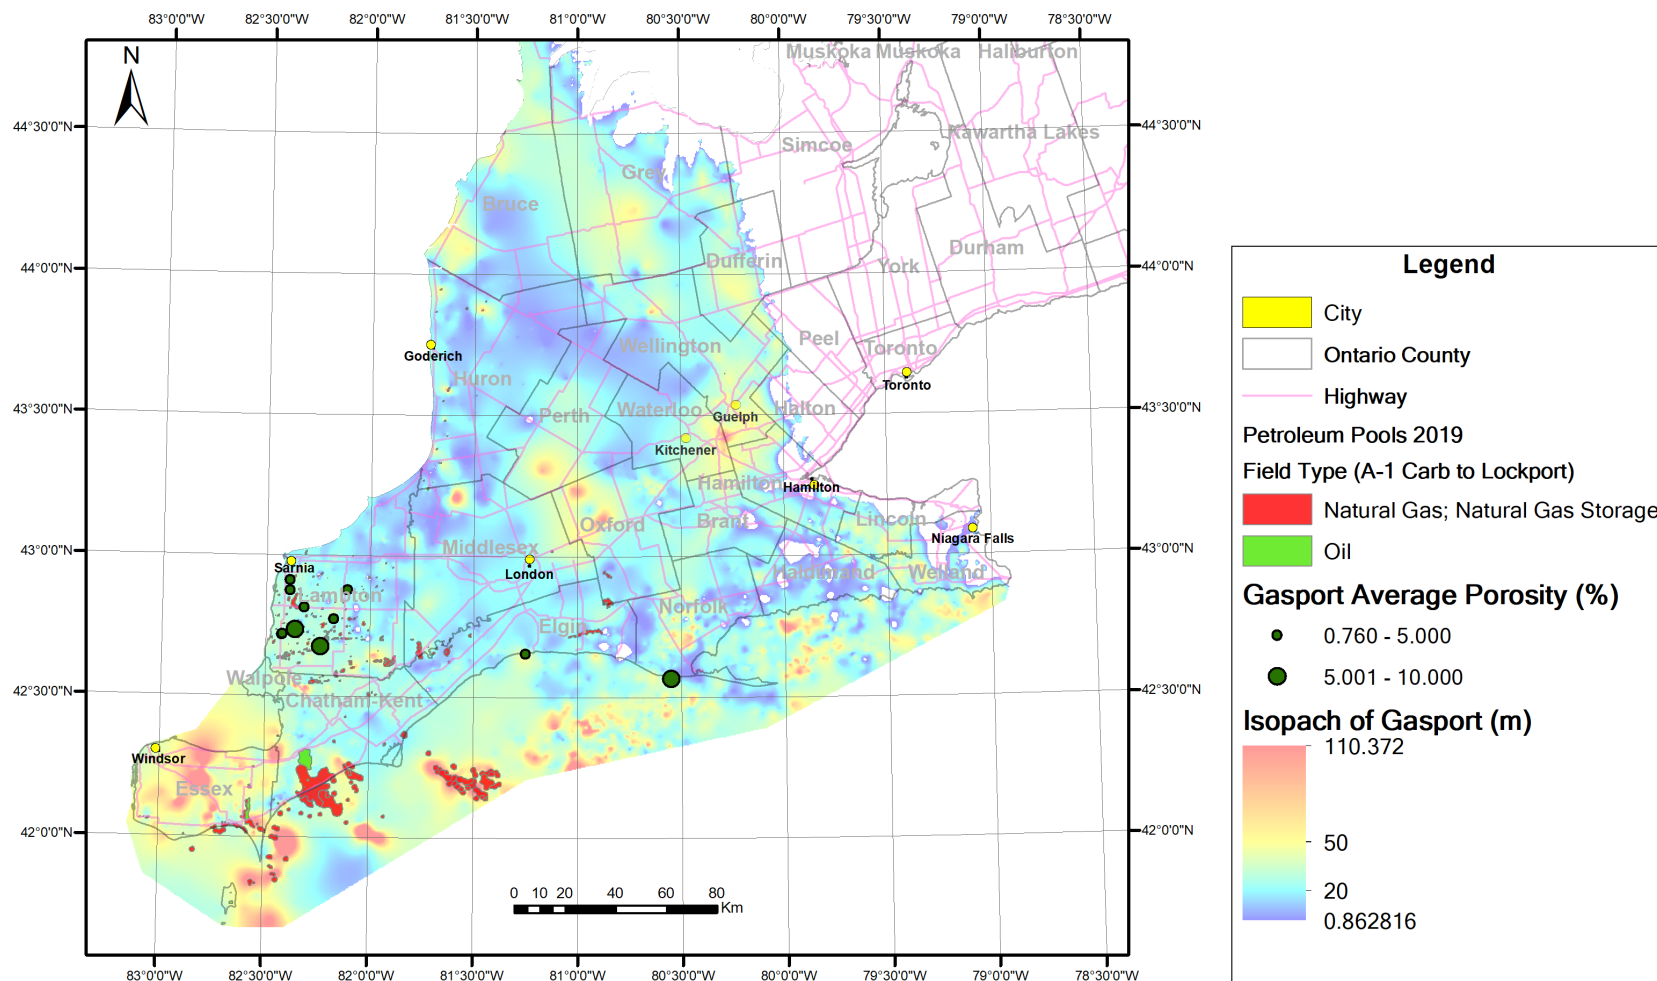 83°0'0"W 82°30'0"W 82°0'0"W 81°30'0"W 81°0'0"W 80°30'0"W 80°0'0"W 79°30'0"W 79°0'0"W 78°30'0"W
N
Muskoka Muskoka Haliburton
44°30'0"N 44°30'0"N
Kawartha Lakes
Simcoe
Grey
Bruce
Durham
Dufferin
York
44°0'0"N 44°0'0"N
Peel
Wellington
Toronto
Goderich
Huron
Toronto
43°30'0"N 43°30'0"N
Perth
Waterloo
Halton
Guelph
Kitchener
Hamilton
Hamilton
Oxford
Brant
Lincoln
Niagara Falls
43°0'0"N 43°0'0"N
Middlesex
Sarnia
London
Haldimand
Welland
Lambton
Norfolk
Elgin
Walpole
42°30'0"N 42°30'0"N
Chatham-Kent
Windsor
Essex
42°0'0"N 42°0'0"N
0 10 20 40 60 80
Km
83°0'0"W 82°30'0"W 82°0'0"W 81°30'0"W 81°0'0"W 80°30'0"W 80°0'0"W 79°30'0"W 79°0'0"W 78°30'0"W
Legend
City
Ontario County
Highway
Petroleum Pools 2019
Field Type (A-1 Carb to Lockport)
Natural Gas; Natural Gas Storage
Oil
Gasport Average Porosity (%)
0.760 - 5.000
5.001 - 10.000
Isopach of Gasport (m)
110.372
50
20
0.862816